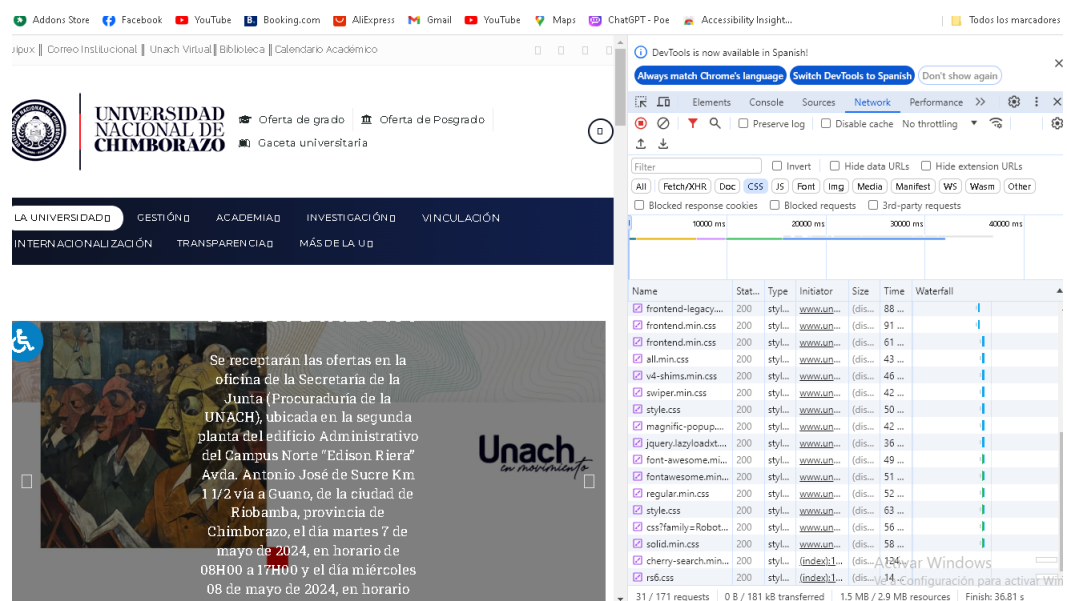 Addons Store Facebook YouTube Booking.com AliExpress Gmail YouTube Maps ChatGPT - Poe Accessibility Insight... Todos los marcadores
Correo Institucional ‖ Unach Virtual ‖ Biblioteca ‖ Calendario Académico
UNIVERSIDAD
NACIONAL DE
CHIMBORAZO
Oferta de grado
Oferta de Posgrado
Gaceta universitaria
LA UNIVERSIDAD GESTIÓN ACADEMIA INVESTIGACIÓN VINCULACIÓN
INTERNACIONALIZACIÓN TRANSPARENCIA MÁS DE LA U
Se receptarán las ofertas en la
oficina de la Secretaría de la
Junta (Procuraduría de la
UNACH), ubicada en la segunda
planta del edificio Administrativo
del Campus Norte "Edison Riera"
Avda. Antonio José de Sucre Km
1 1/2 vía a Guano, de la ciudad de
Riobamba, provincia de
Chimborazo, el día martes 7 de
mayo de 2024, en horario de
08H00 a 17H00 y el día miércoles
08 de mayo de 2024, en horario
Unach
en movimiento
DevTools is now available in Spanish!
Always match Chrome's language Switch DevTools to Spanish Don't show again
Elements Console Sources Network Performance
Preserve log Disable cache No throttling
Filter Invert Hide data URLs Hide extension URLs
All Fetch/XHR Doc CSS JS Font Img Media Manifest WS Wasm Other
Blocked response cookies Blocked requests 3rd-party requests
10000 ms 20000 ms 30000 ms 40000 ms
Name Stat... Type Initiator Size Time Waterfall
frontend-legacy.... 200 styl... www.un... (dis... 88 ...
frontend.min.css 200 styl... www.un... (dis... 91 ...
frontend.min.css 200 styl... www.un... (dis... 61 ...
all.min.css 200 styl... www.un... (dis... 43 ...
v4-shims.min.css 200 styl... www.un... (dis... 46 ...
swiper.min.css 200 styl... www.un... (dis... 42 ...
style.css 200 styl... www.un... (dis... 50 ...
magnific-popup.... 200 styl... www.un... (dis... 42 ...
jquery.lazyloadxt.... 200 styl... www.un... (dis... 36 ...
font-awesome.mi... 200 styl... www.un... (dis... 49 ...
fontawesome.min... 200 styl... www.un... (dis... 51 ...
regular.min.css 200 styl... www.un... (dis... 52 ...
style.css 200 styl... www.un... (dis... 63 ...
css?family=Robot... 200 styl... www.un... (dis... 56 ...
solid.min.css 200 styl... www.un... (dis... 58 ...
cherry-search.min... 200 styl... (index):1... (dis... 124...
rs6.css 200 styl... (index):1... (dis... 14...
Activar Windows
Ve a Configuración para activar Win
31 / 171 requests 0 B / 181 kB transferred 1.5 MB / 2.9 MB resources Finish: 36.81 s